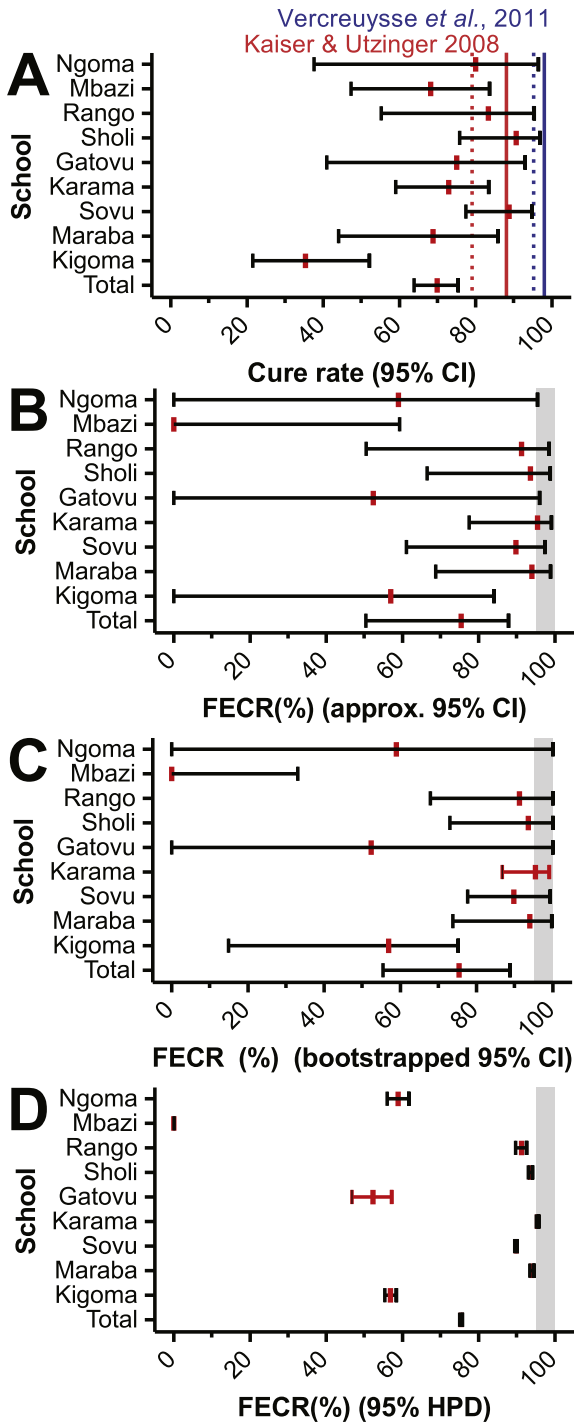 Vercreuysse et al., 2011
Kaiser & Utzinger 2008
A
School
Ngoma
Mbazi
Rango
Sholi
Gatovu
Karama
Sovu
Maraba
Kigoma
Total
0 20 40 60 80 100
Cure rate (95% CI)
B
School
Ngoma
Mbazi
Rango
Sholi
Gatovu
Karama
Sovu
Maraba
Kigoma
Total
0 20 40 60 80 100
FECR(%) (approx. 95% CI)
C
School
Ngoma
Mbazi
Rango
Sholi
Gatovu
Karama
Sovu
Maraba
Kigoma
Total
0 20 40 60 80 100
FECR (%) (bootstrapped 95% CI)
D
School
Ngoma
Mbazi
Rango
Sholi
Gatovu
Karama
Sovu
Maraba
Kigoma
Total
0 20 40 60 80 100
FECR(%) (95% HPD)